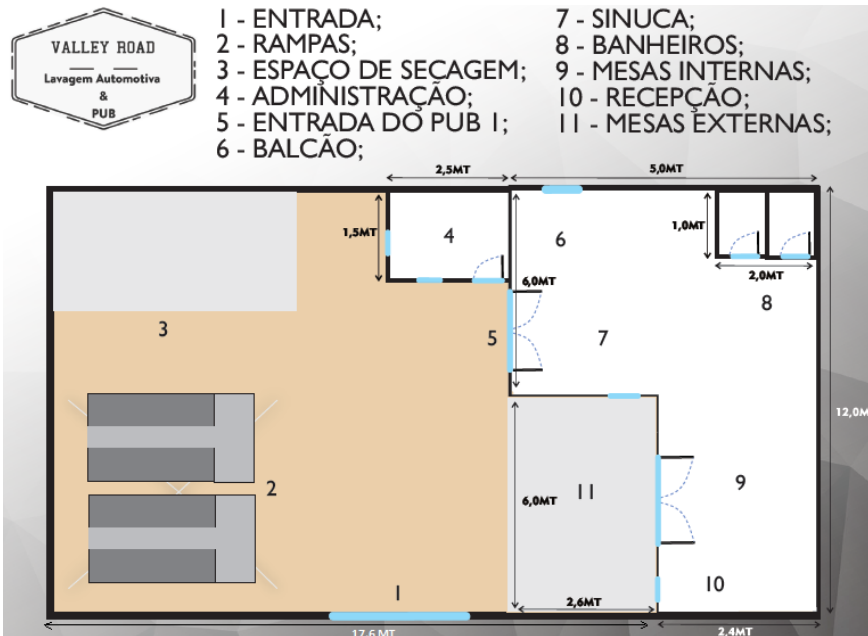 VALLEY ROAD
Lavagem Automotiva
&
PUB
1 - ENTRADA;
2 - RAMPAS;
3 - ESPAÇO DE SECAGEM;
4 - ADMINISTRAÇÃO;
5 - ENTRADA DO PUB 1;
6 - BALCÃO;
7 - SINUCA;
8 - BANHEIROS;
9 - MESAS INTERNAS;
10 - RECEPÇÃO;
11 - MESAS EXTERNAS;
2,5MT
5,0MT
1,5MT
4
6
1,0MT
6,0MT
2,0MT
8
3
5
7
12,0M
2
6,0MT
11
9
1
2,6MT
10
17,6 MT
2,4MT